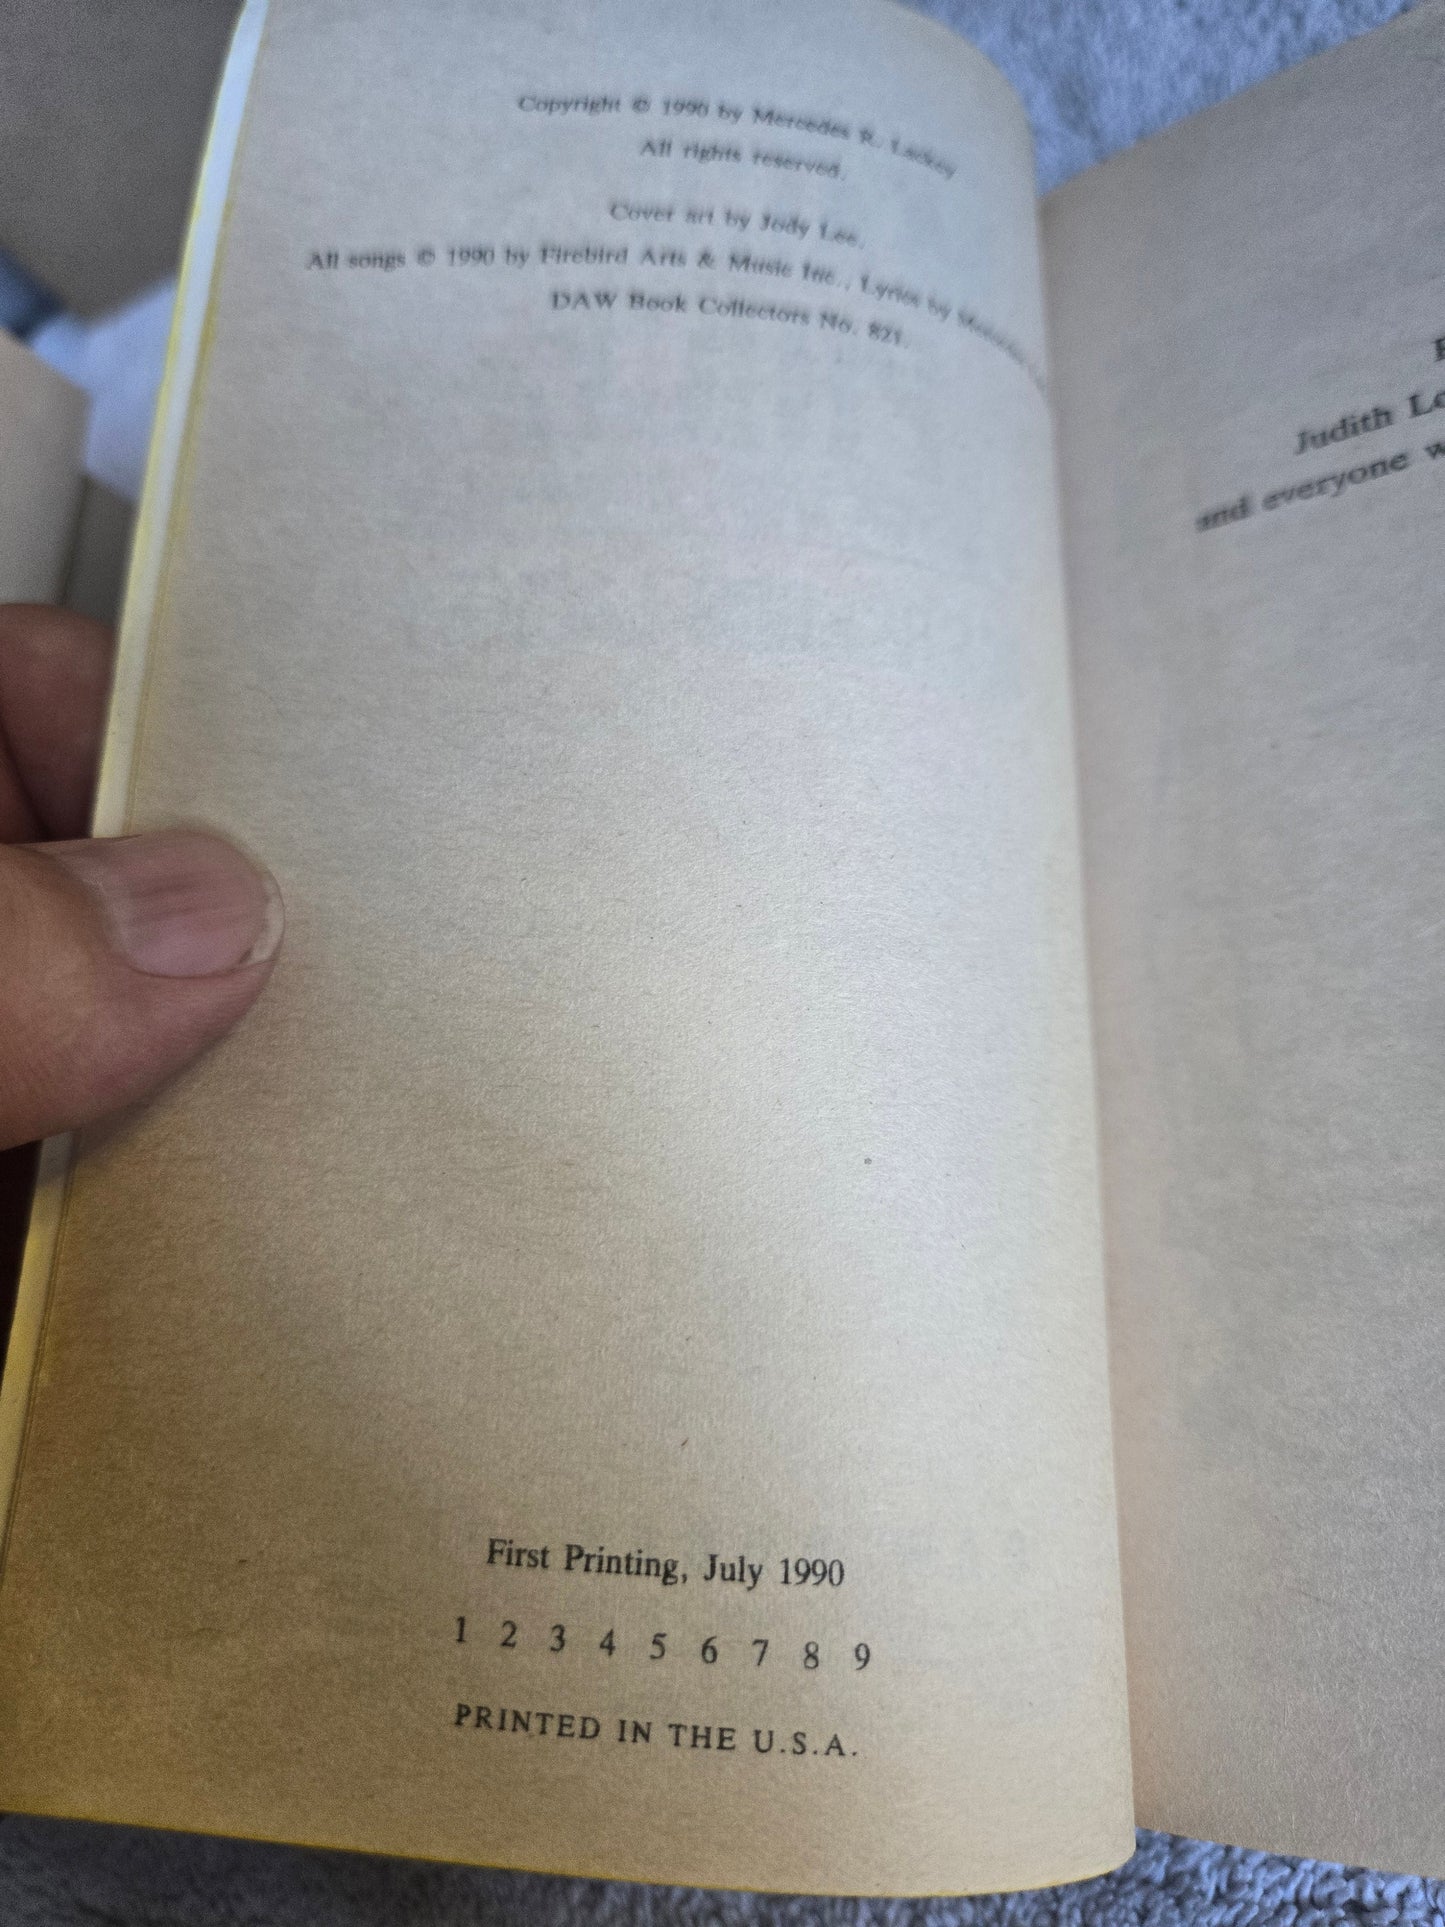 Copyright © 1990 by Mercedes R. Lackey
All rights reserved.
Cover art by Jody Lee.
All songs © 1990 by Firebird Arts & Music Inc., Lyrics by
DAW Book Collectors No. 821.
First Printing, July 1990
1 2 3 4 5 6 7 8 9
PRINTED IN THE U.S.A.
Judith
and everyone